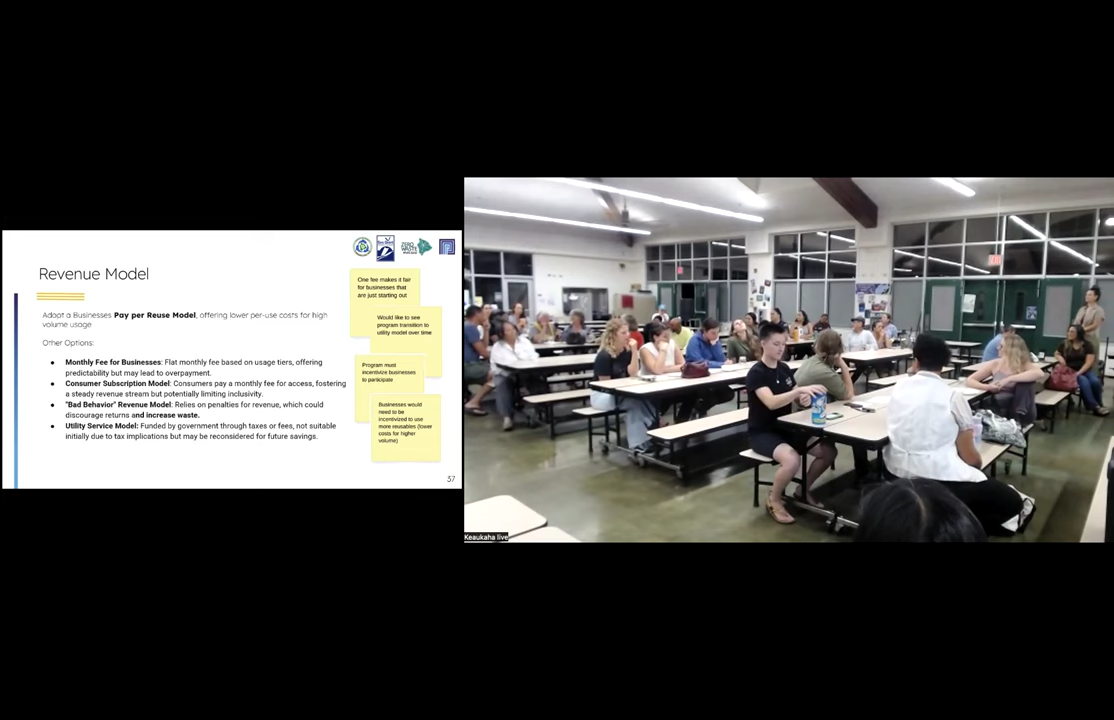 Revenue Model
Adopt a Businesses Pay per Reuse Model, offering lower per-use costs for high
volume usage
Other Options:
● Monthly Fee for Businesses: Flat monthly fee based on usage tiers, offering
predictability but may lead to overpayment.
● Consumer Subscription Model: Consumers pay a monthly fee for access, fostering
a steady revenue stream but potentially limiting inclusivity.
● "Bad Behavior" Revenue Model: Relies on penalties for revenue, which could
discourage returns and increase waste.
● Utility Service Model: Funded by government through taxes or fees, not suitable
initially due to tax implications but may be reconsidered for future savings.
ZERO
WASTE
One fee makes it fair
for businesses that
are just starting out
Would like to see
program transition to
utility model over time
Program must
incentivize businesses
to participate
Businesses would
need to be
incentivized to use
more reusables (lower
costs for higher
volume)
37
Keaukaha live